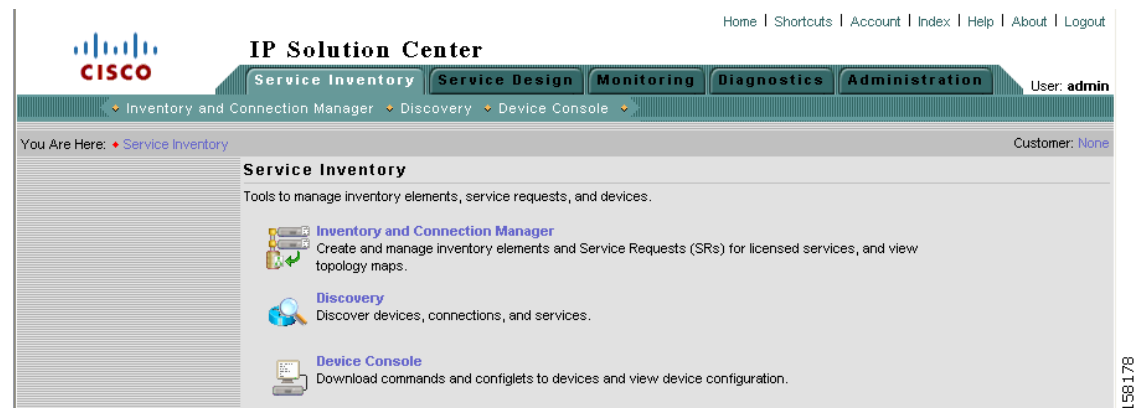 Home | Shortcuts | Account | Index | Help | About | Logout
CISCO
IP Solution Center
Service Inventory Service Design Monitoring Diagnostics Administration
User: admin
Inventory and Connection Manager Discovery Device Console
You Are Here: Service Inventory
Customer: None
Service Inventory
Tools to manage inventory elements, service requests, and devices.
Inventory and Connection Manager
Create and manage inventory elements and Service Requests (SRs) for licensed services, and view
topology maps.
Discovery
Discover devices, connections, and services.
Device Console
Download commands and configlets to devices and view device configuration.
158178